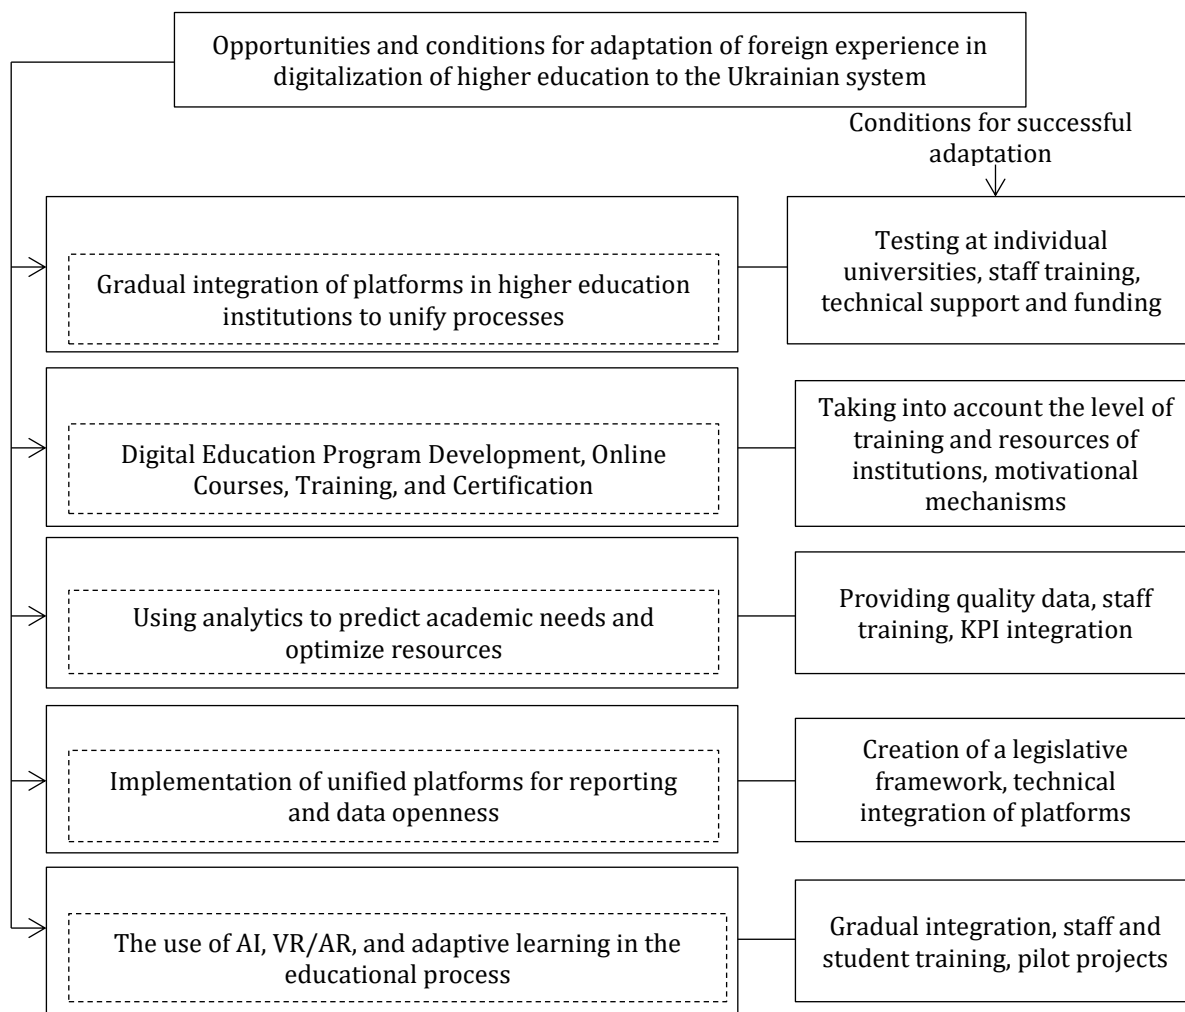 Opportunities and conditions for adaptation of foreign experience in
digitalization of higher education to the Ukrainian system
Conditions for successful
adaptation
Gradual integration of platforms in higher education
institutions to unify processes
Testing at individual
universities, staff training,
technical support and funding
Digital Education Program Development, Online
Courses, Training, and Certification
Taking into account the level of
training and resources of
institutions, motivational
mechanisms
Using analytics to predict academic needs and
optimize resources
Providing quality data, staff
training, KPI integration
Implementation of unified platforms for reporting
and data openness
Creation of a legislative
framework, technical
integration of platforms
The use of AI, VR/AR, and adaptive learning in the
educational process
Gradual integration, staff and
student training, pilot projects